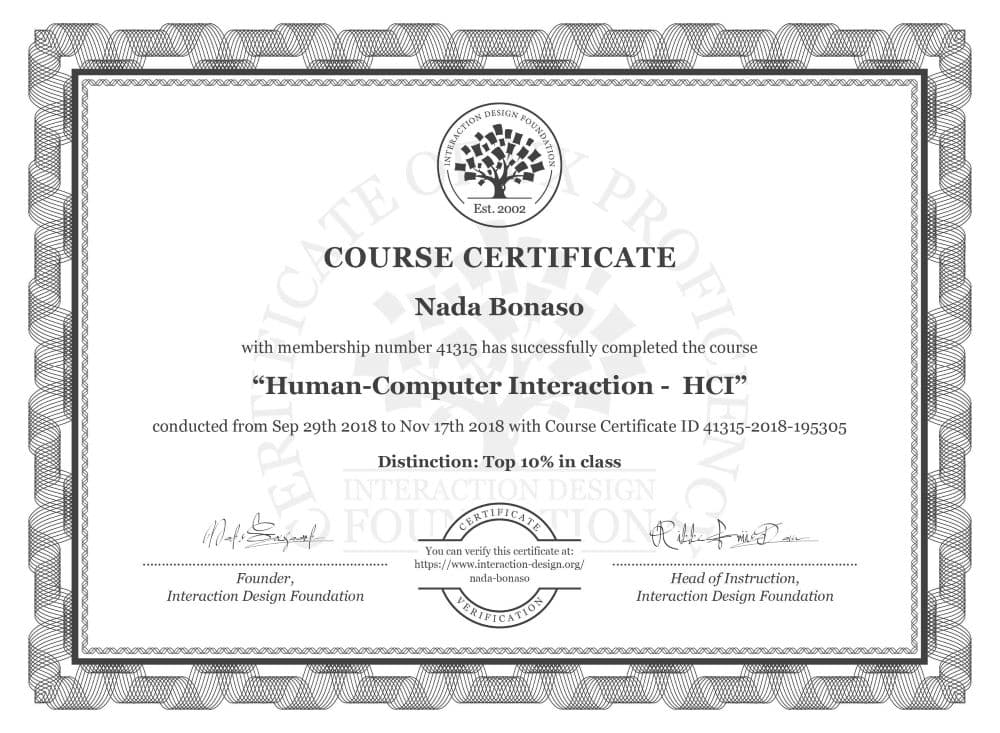 INTERACTION DESIGN FOUNDATION
Est. 2002
COURSE CERTIFICATE
Nada Bonaso
with membership number 41315 has successfully completed the course
“Human-Computer Interaction -  HCI”
conducted from Sep 29th 2018 to Nov 17th 2018 with Course Certificate ID 41315-2018-195305
Distinction: Top 10% in class
CERTIFICATE OF UX PROFICIENCY
INTERACTION DESIGN
FOUNDATION
CERTIFICATE
You can verify this certificate at:
https://www.interaction-design.org/
nada-bonaso
VERIFICATION
Founder,
Interaction Design Foundation
Head of Instruction,
Interaction Design Foundation